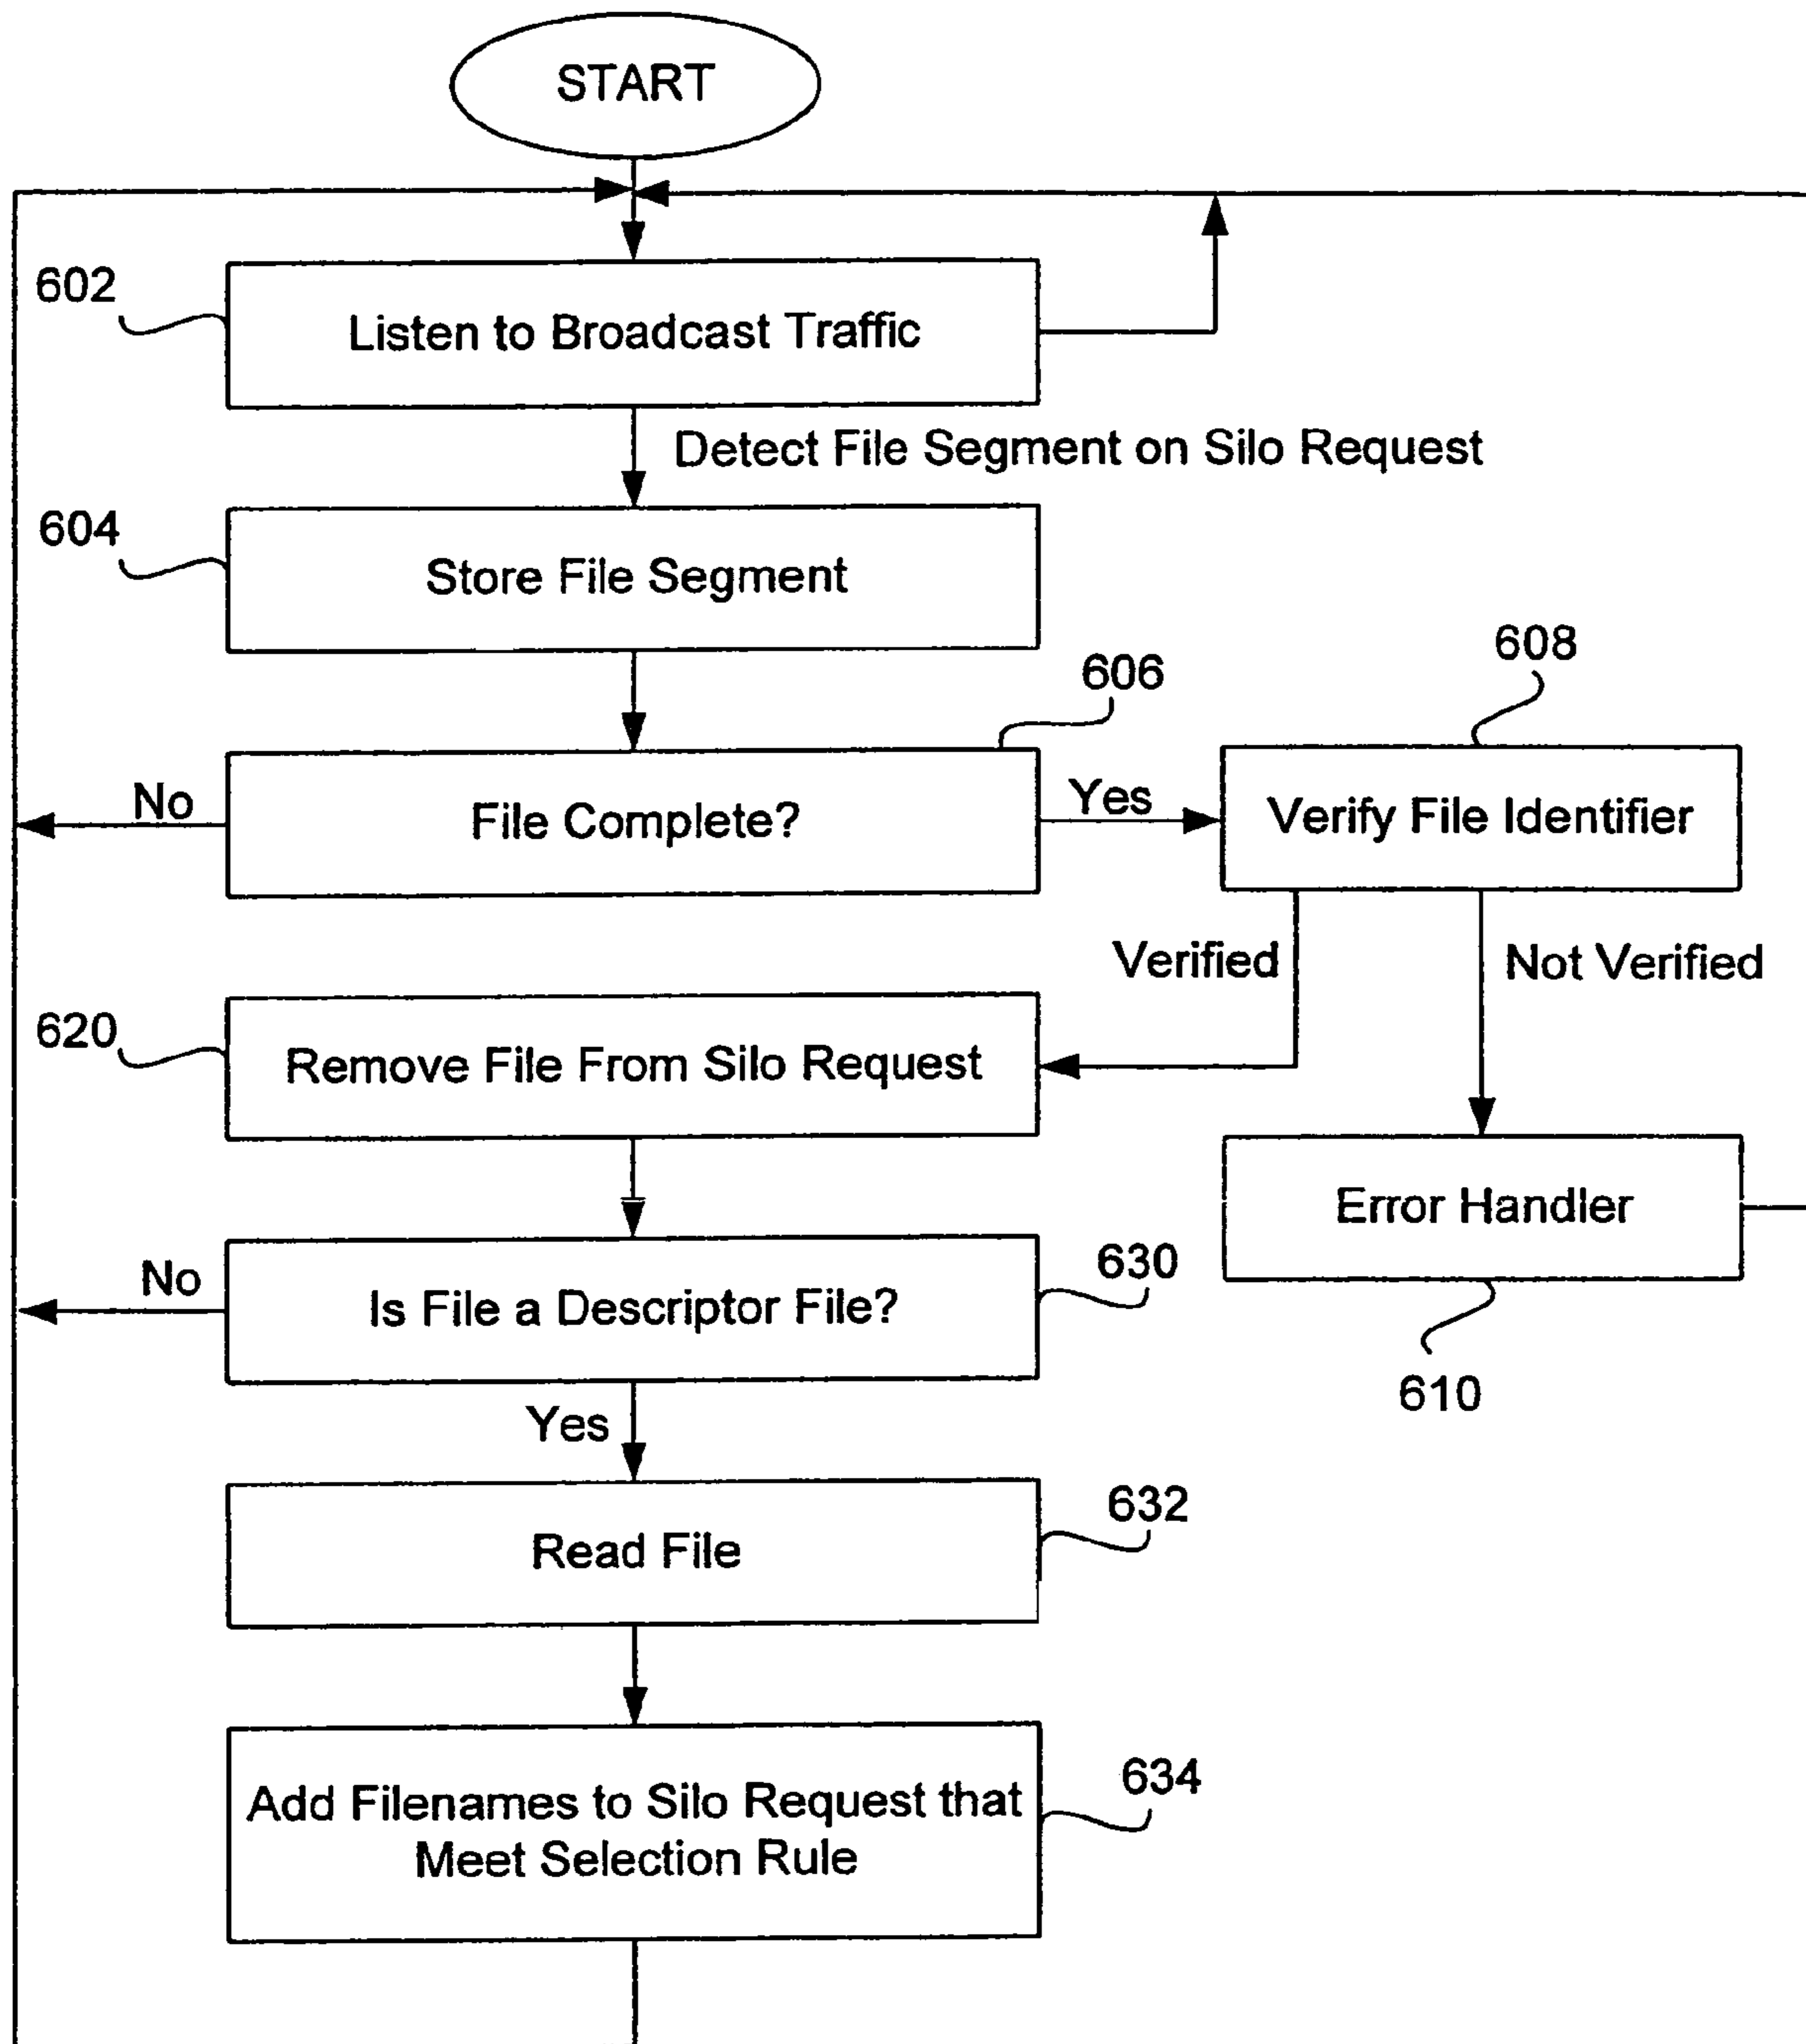 START
602
Listen to Broadcast Traffic
Detect File Segment on Silo Request
604
Store File Segment
606
608
No
File Complete?
Yes
Verify File Identifier
Verified
Not Verified
620
Remove File From Silo Request
Error Handler
610
No
Is File a Descriptor File?
630
Yes
632
Read File
634
Add Filenames to Silo Request that
Meet Selection Rule